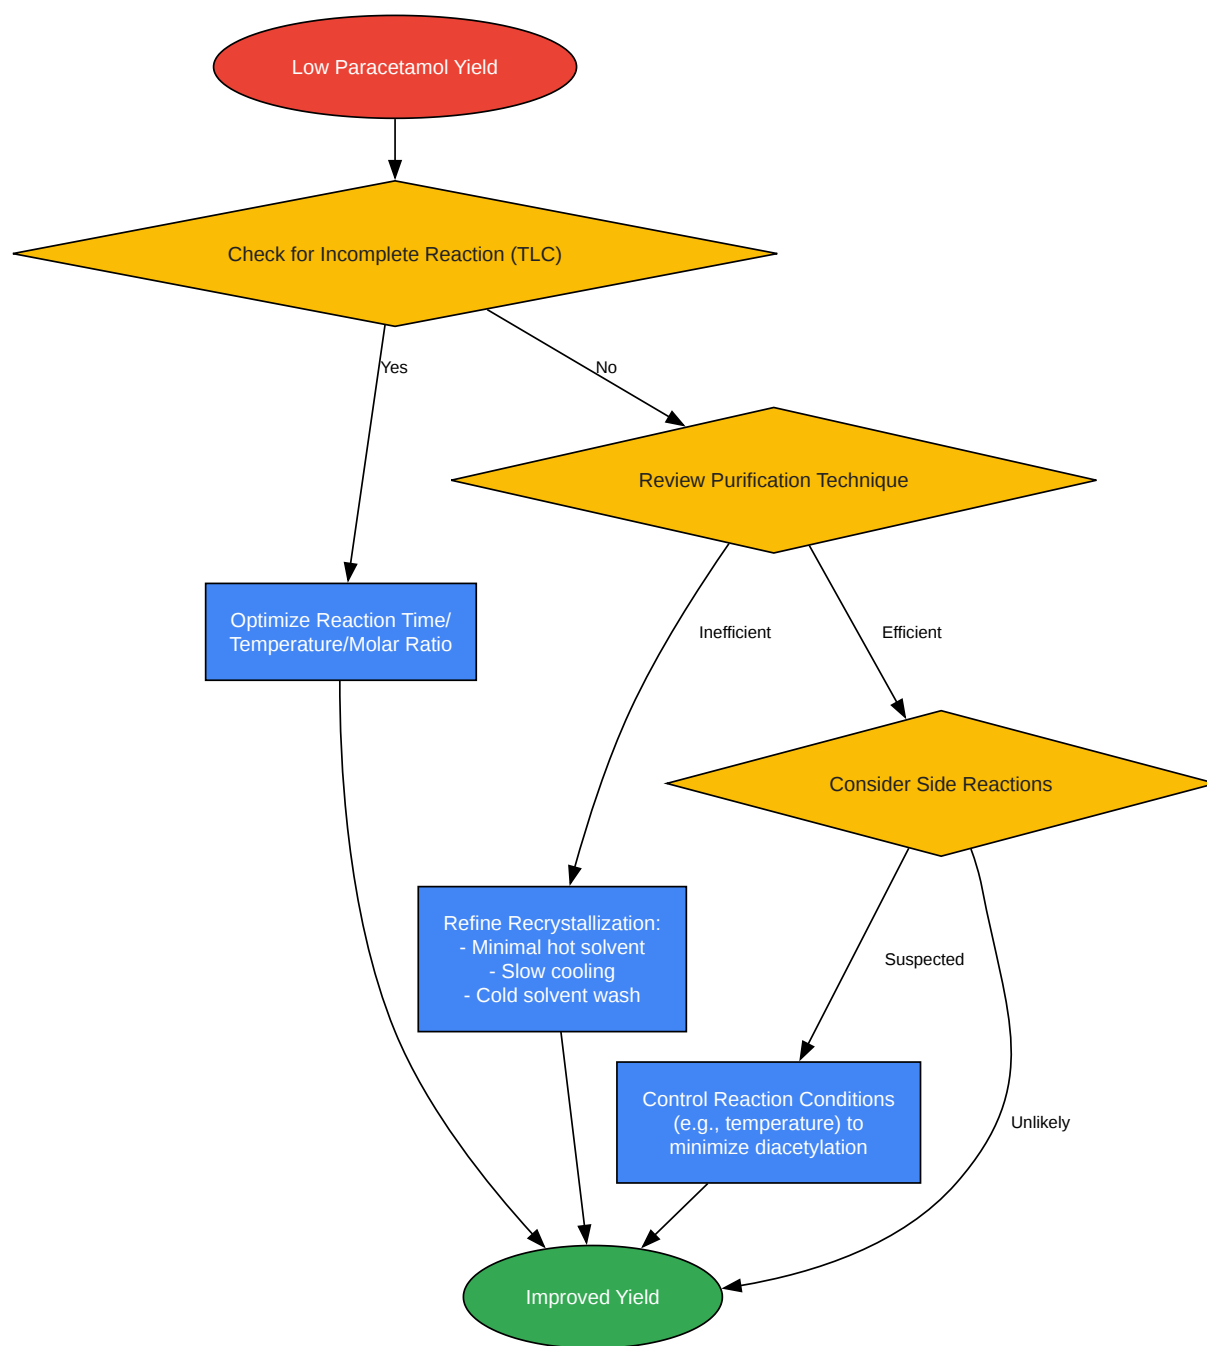 Low Paracetamol Yield
Check for Incomplete Reaction (TLC)
Yes
No
Review Purification Technique
Optimize Reaction Time/
Temperature/Molar Ratio
Inefficient
Efficient
Consider Side Reactions
Refine Recrystallization:
- Minimal hot solvent
- Slow cooling
- Cold solvent wash
Suspected
Control Reaction Conditions
(e.g., temperature) to
minimize diacetylation
Unlikely
Improved Yield